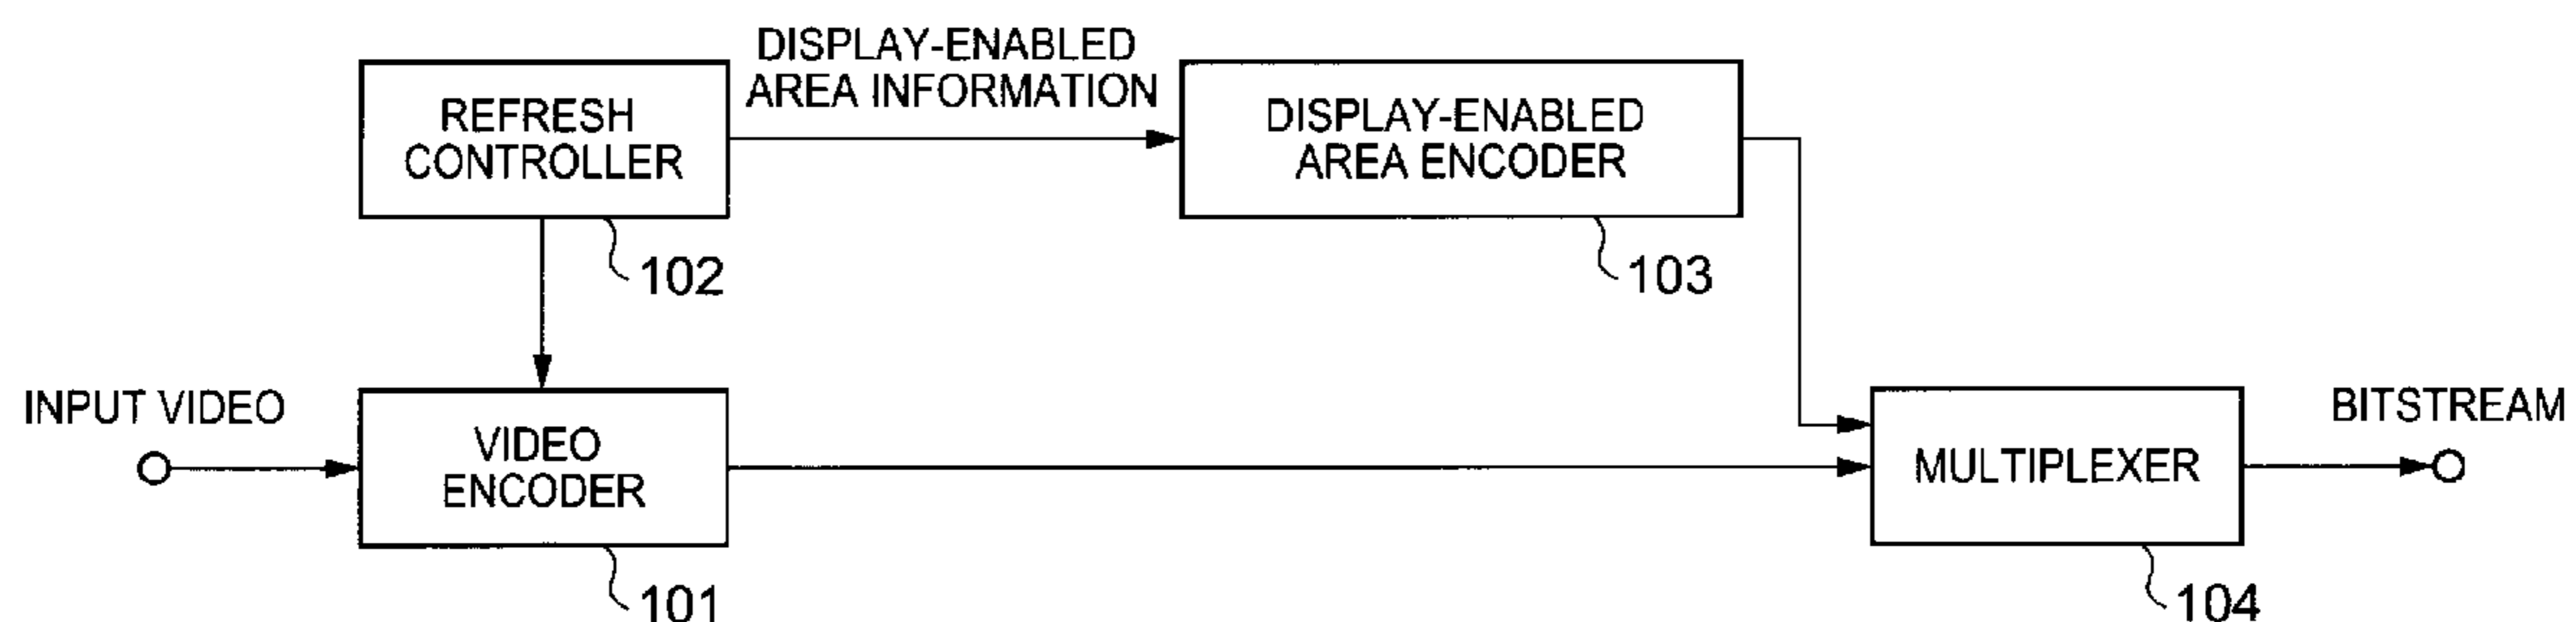 DISPLAY-ENABLED
AREA INFORMATION
REFRESH
CONTROLLER
102
DISPLAY-ENABLED
AREA ENCODER
103
INPUT VIDEO
VIDEO
ENCODER
101
MULTIPLEXER
104
BITSTREAM